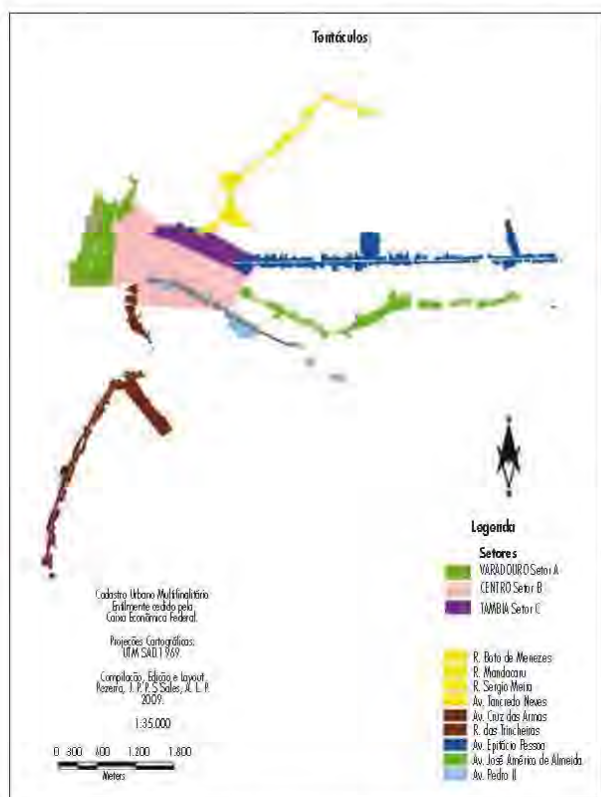 Tentáculos
Legenda
Setores
VARADOURO Setor A
CENTRO Setor B
TAMBIA Setor C
R. Boto de Menezes
R. Mandacaru
R. Sergio Meira
Av. Tancredo Neves
Av. Cruz das Armas
R. das Trincheiras
Av. Epitácio Pessoa
Av. José Américo de Almeida
Av. Pedro II
Cadastro Urbano Multifinalitário
Entilmente cedido pela
Caixa Econômica Federal.
Projeções Cartográficas:
UTM SAD 1969
Compilação, Edição e Layout
J. P. P. S Sales, A. L. P.
2009.
1:35.000
0 300 600 1.200 1.800
Meters